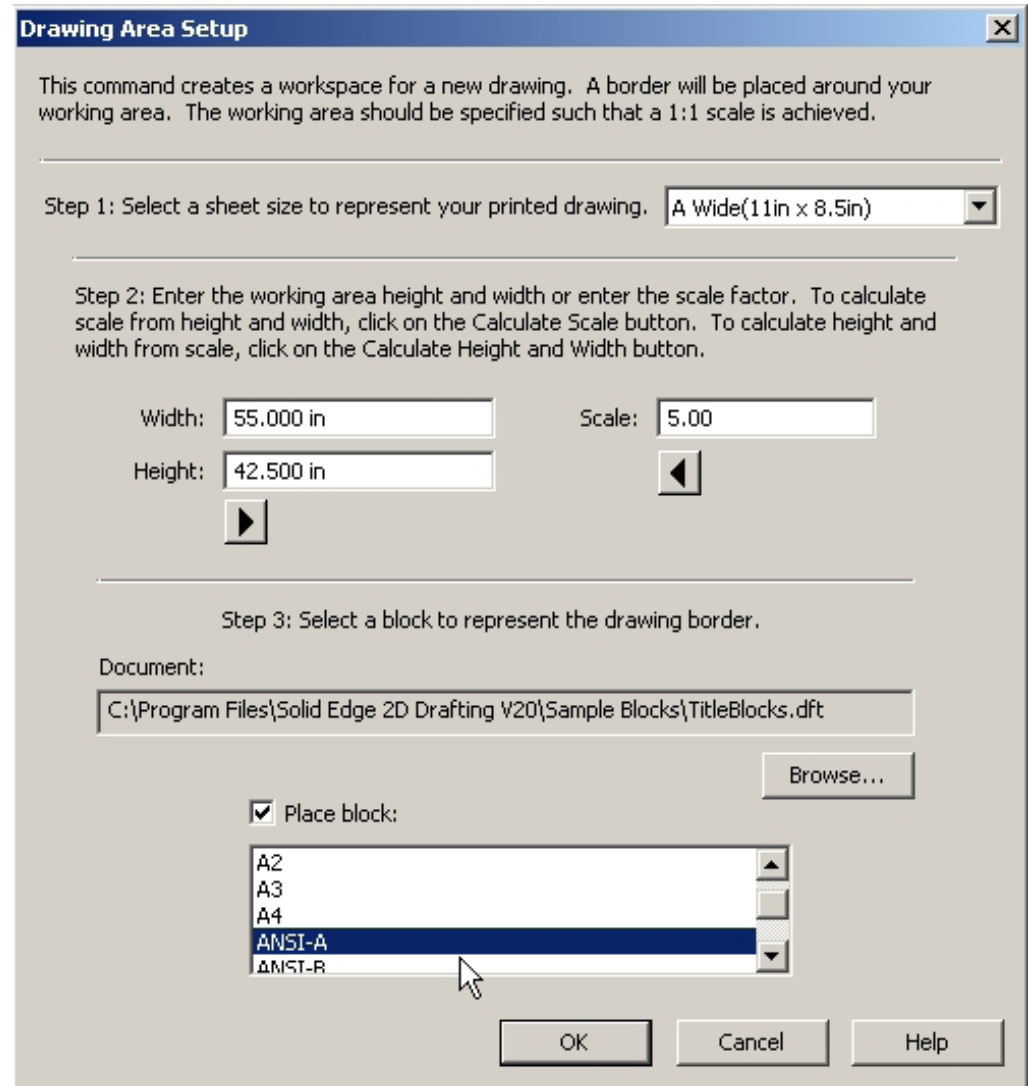 Drawing Area Setup
This command creates a workspace for a new drawing. A border will be placed around your
working area. The working area should be specified such that a 1:1 scale is achieved.
Step 1: Select a sheet size to represent your printed drawing. A Wide(11in x 8.5in)
Step 2: Enter the working area height and width or enter the scale factor. To calculate
scale from height and width, click on the Calculate Scale button. To calculate height and
width from scale, click on the Calculate Height and Width button.
Width: 55.000 in Scale: 5.00
Height: 42.500 in
Step 3: Select a block to represent the drawing border.
Document:
C:\Program Files\Solid Edge 2D Drafting V20\Sample Blocks\TitleBlocks.dft
Browse...
Place block:
A2
A3
A4
ANSI-A
ANSI-B
OK Cancel Help